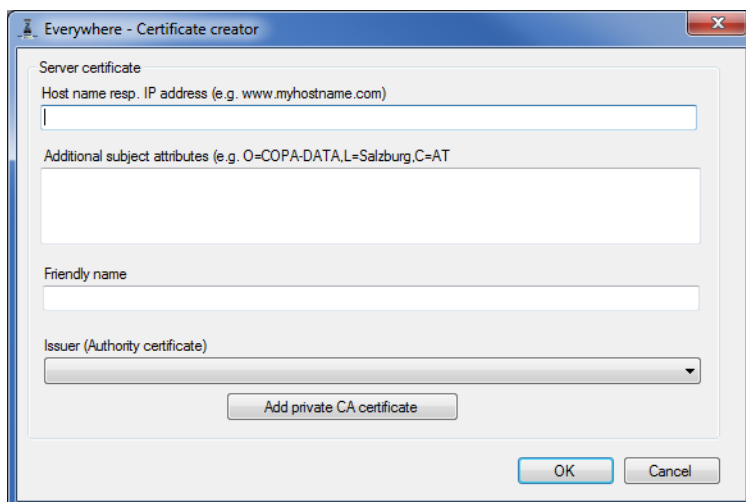 Everywhere - Certificate creator
Server certificate
Host name resp. IP address (e.g. www.myhostname.com)
Additional subject attributes (e.g. O=COPA-DATA,L=Salzburg,C=AT
Friendly name
Issuer (Authority certificate)
Add private CA certificate
OK Cancel